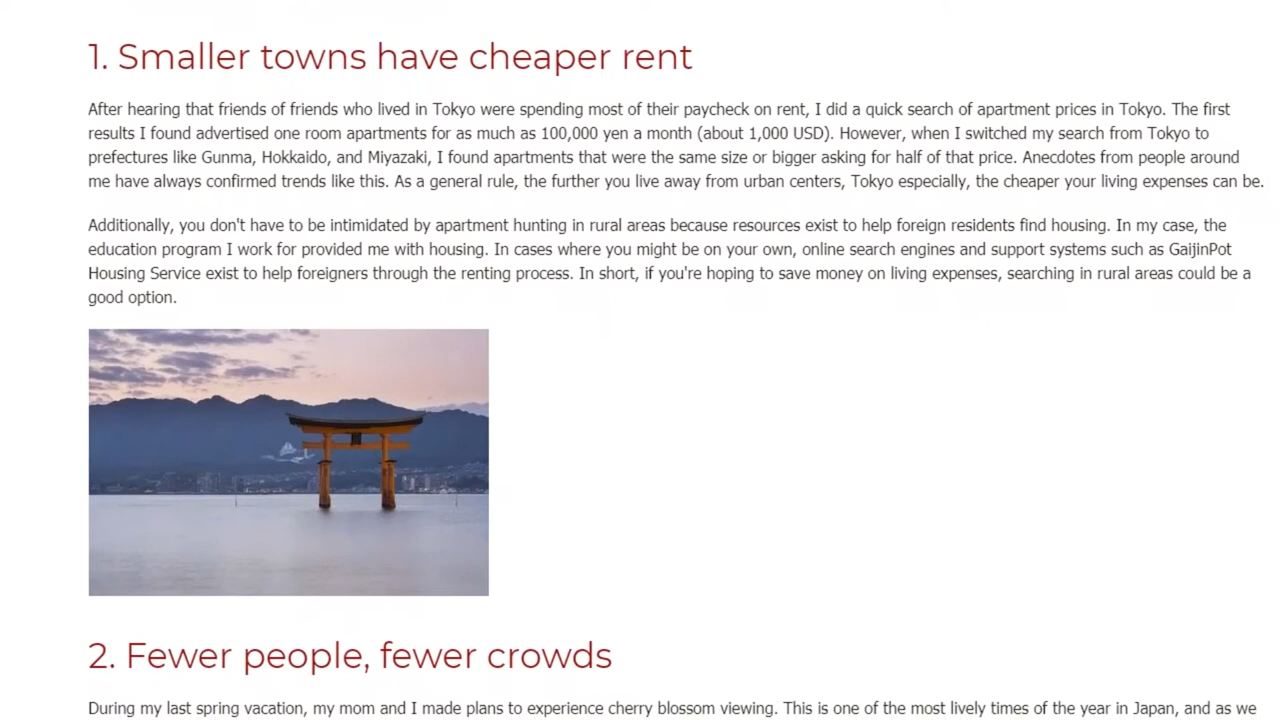 1. Smaller towns have cheaper rent
After hearing that friends of friends who lived in Tokyo were spending most of their paycheck on rent, I did a quick search of apartment prices in Tokyo. The first
results I found advertised one room apartments for as much as 100,000 yen a month (about 1,000 USD). However, when I switched my search from Tokyo to
prefectures like Gunma, Hokkaido, and Miyazaki, I found apartments that were the same size or bigger asking for half of that price. Anecdotes from people around
me have always confirmed trends like this. As a general rule, the further you live away from urban centers, Tokyo especially, the cheaper your living expenses can be.
Additionally, you don't have to be intimidated by apartment hunting in rural areas because resources exist to help foreign residents find housing. In my case, the
education program I work for provided me with housing. In cases where you might be on your own, online search engines and support systems such as GaijinPot
Housing Service exist to help foreigners through the renting process. In short, if you're hoping to save money on living expenses, searching in rural areas could be a
good option.
2. Fewer people, fewer crowds
During my last spring vacation, my mom and I made plans to experience cherry blossom viewing. This is one of the most lively times of the year in Japan, and as we